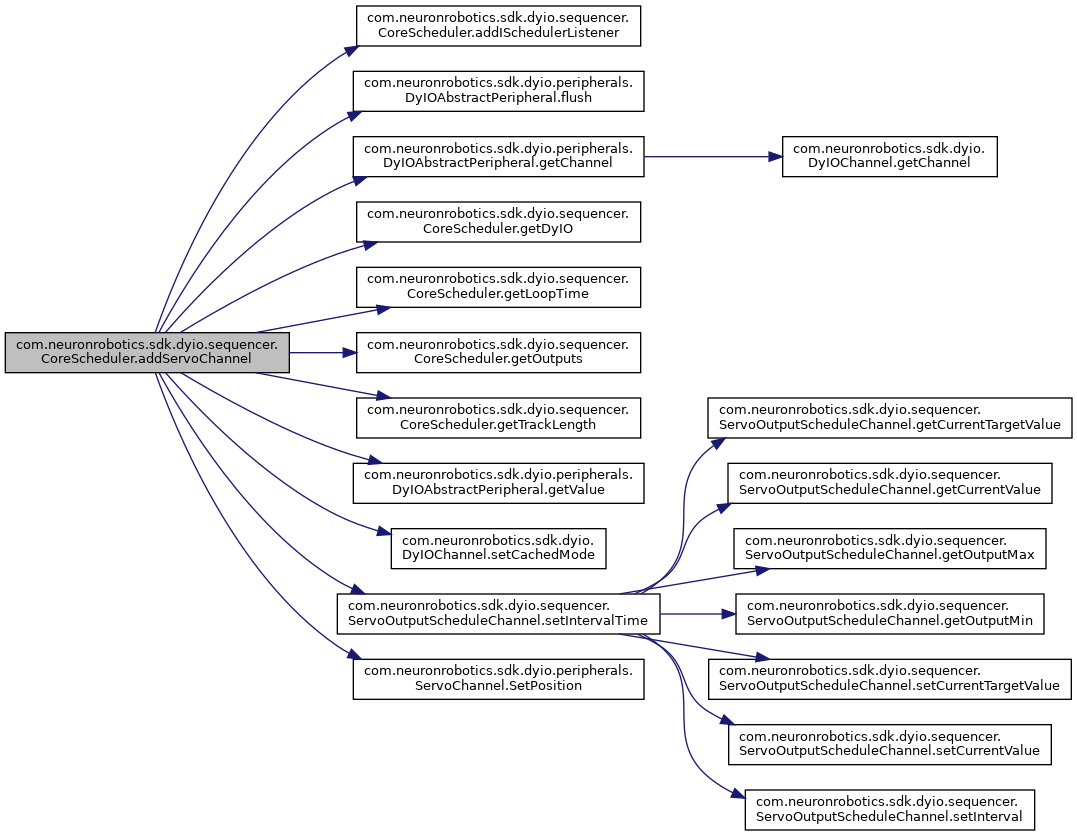 com.neuronrobotics.sdk.dyio.sequencer.
CoreScheduler.addISchedulerListener
com.neuronrobotics.sdk.dyio.peripherals.
DyIOAbstractPeripheral.flush
com.neuronrobotics.sdk.dyio.peripherals.
DyIOAbstractPeripheral.getChannel
com.neuronrobotics.sdk.dyio.
DyIOChannel.getChannel
com.neuronrobotics.sdk.dyio.sequencer.
CoreScheduler.getDyIO
com.neuronrobotics.sdk.dyio.sequencer.
CoreScheduler.getLoopTime
com.neuronrobotics.sdk.dyio.sequencer.
CoreScheduler.addServoChannel
com.neuronrobotics.sdk.dyio.sequencer.
CoreScheduler.getOutputs
com.neuronrobotics.sdk.dyio.sequencer.
CoreScheduler.getTrackLength
com.neuronrobotics.sdk.dyio.sequencer.
ServoOutputScheduleChannel.getCurrentTargetValue
com.neuronrobotics.sdk.dyio.peripherals.
DyIOAbstractPeripheral.getValue
com.neuronrobotics.sdk.dyio.sequencer.
ServoOutputScheduleChannel.getCurrentValue
com.neuronrobotics.sdk.dyio.
DyIOChannel.setCachedMode
com.neuronrobotics.sdk.dyio.sequencer.
ServoOutputScheduleChannel.getOutputMax
com.neuronrobotics.sdk.dyio.sequencer.
ServoOutputScheduleChannel.setIntervalTime
com.neuronrobotics.sdk.dyio.sequencer.
ServoOutputScheduleChannel.getOutputMin
com.neuronrobotics.sdk.dyio.peripherals.
ServoChannel.SetPosition
com.neuronrobotics.sdk.dyio.sequencer.
ServoOutputScheduleChannel.setCurrentTargetValue
com.neuronrobotics.sdk.dyio.sequencer.
ServoOutputScheduleChannel.setCurrentValue
com.neuronrobotics.sdk.dyio.sequencer.
ServoOutputScheduleChannel.setInterval